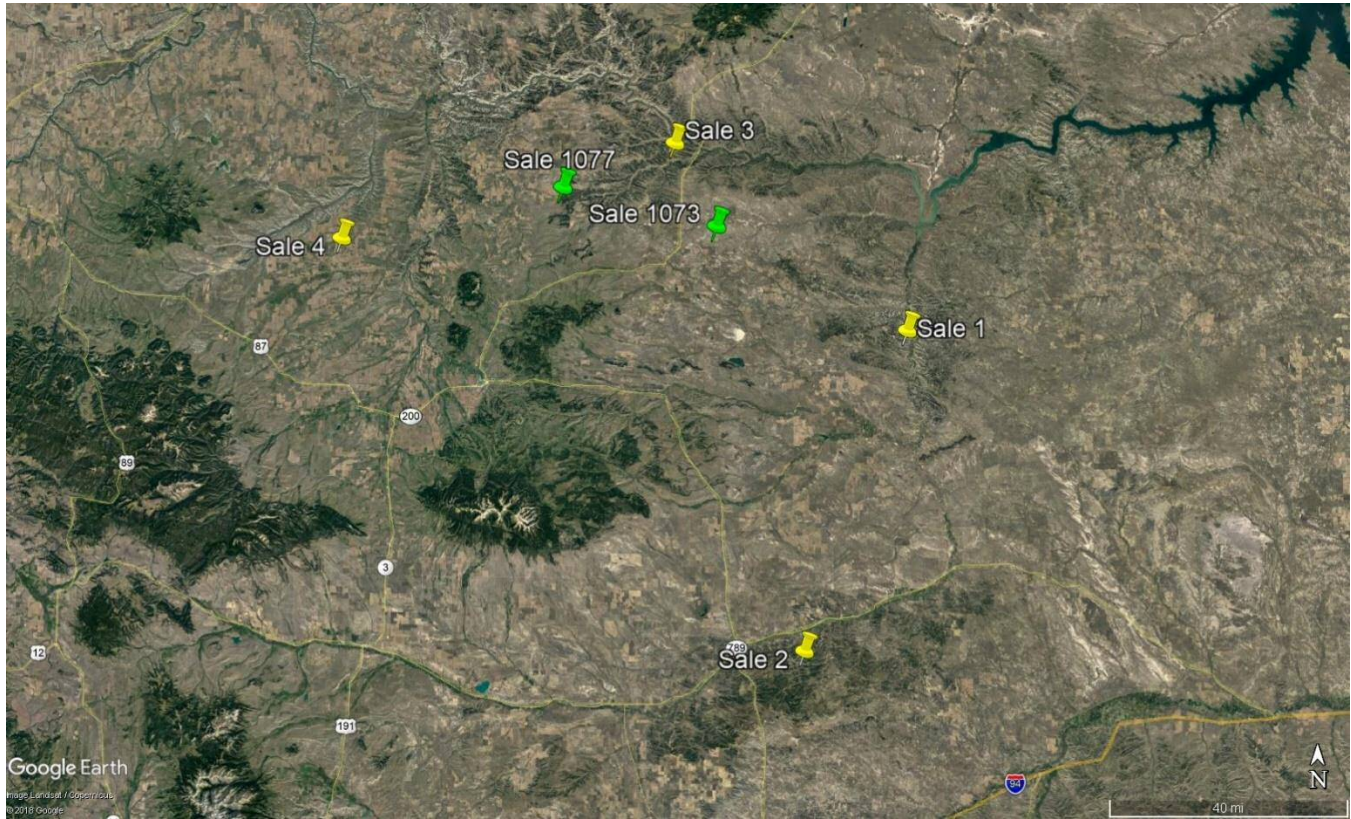 Sale 3
Sale 1077
Sale 1073
Sale 4
Sale 1
87
200
89
3
789
Sale 2
12
191
Google Earth
Image Landsat / Copernicus
© 2018 Google
94
N
40 mi